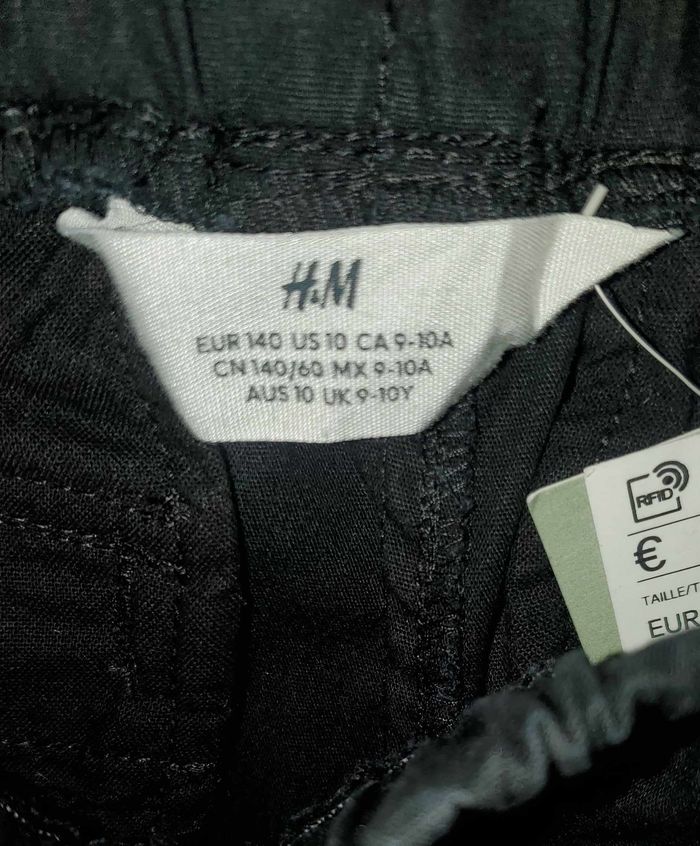 H&M
EUR 140 US 10 CA 9-10A
CN 140/60 MX 9-10A
AUS 10 UK 9-10Y
RFID
€
TAILLE/T
EUR